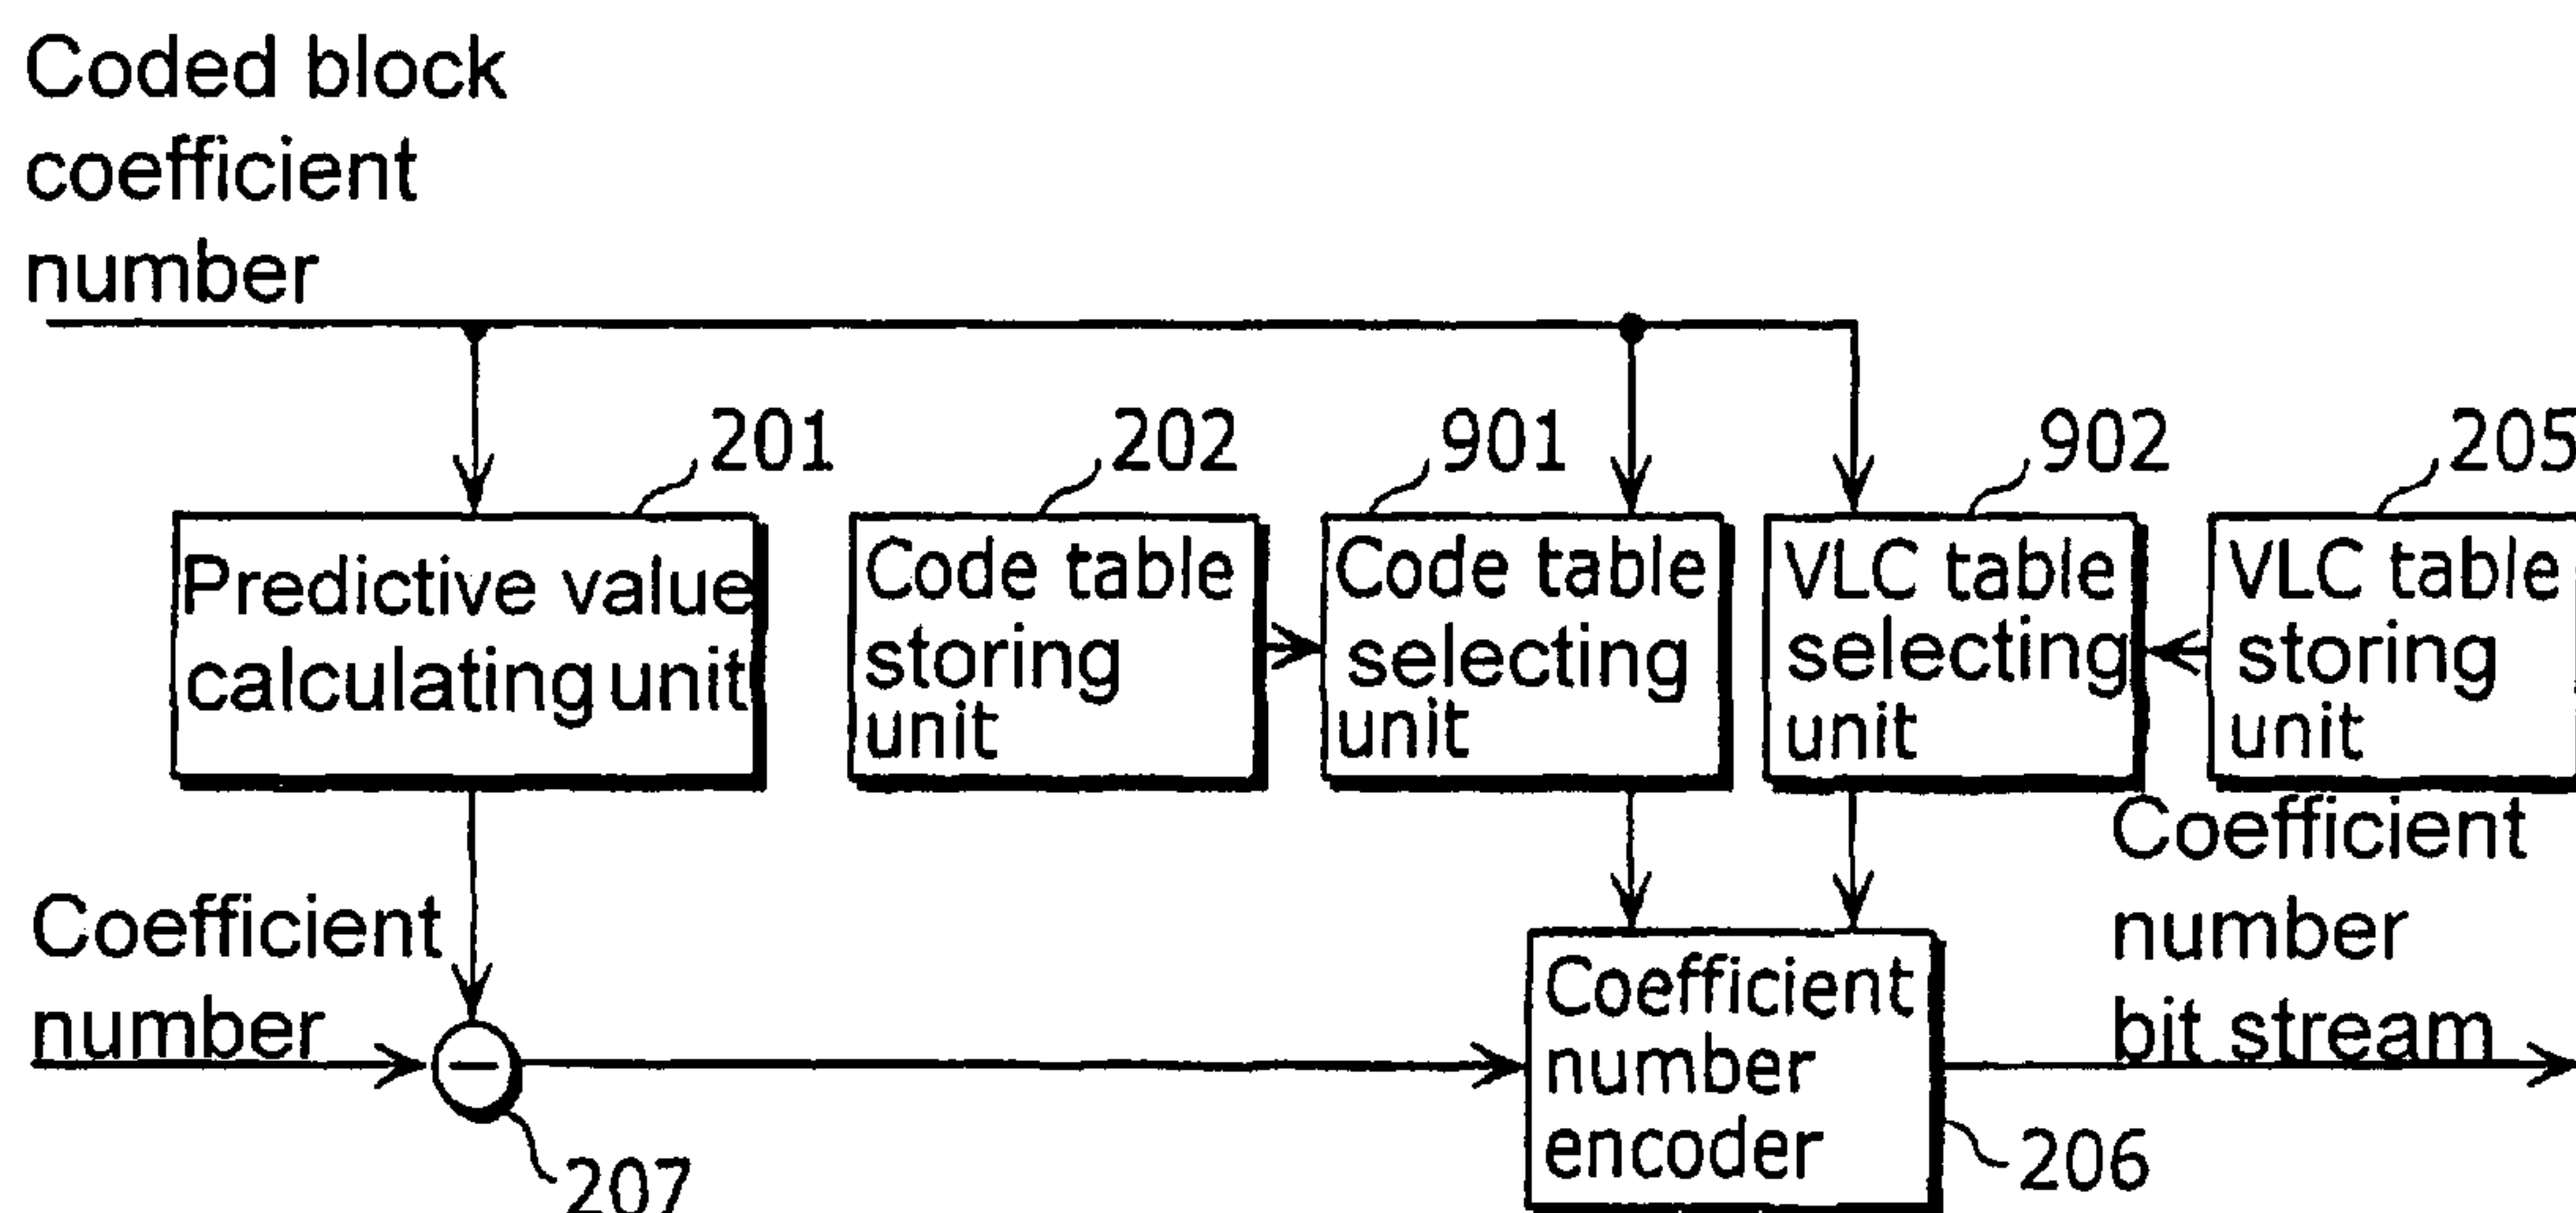 Coded block
coefficient
number
201
202
901
902
205
Predictive value
calculating unit
Code table
storing
unit
Code table
selecting
unit
VLC table
selecting
unit
VLC table
storing
unit
Coefficient
number
Coefficient
number
bit stream
Coefficient
number
encoder
207
206